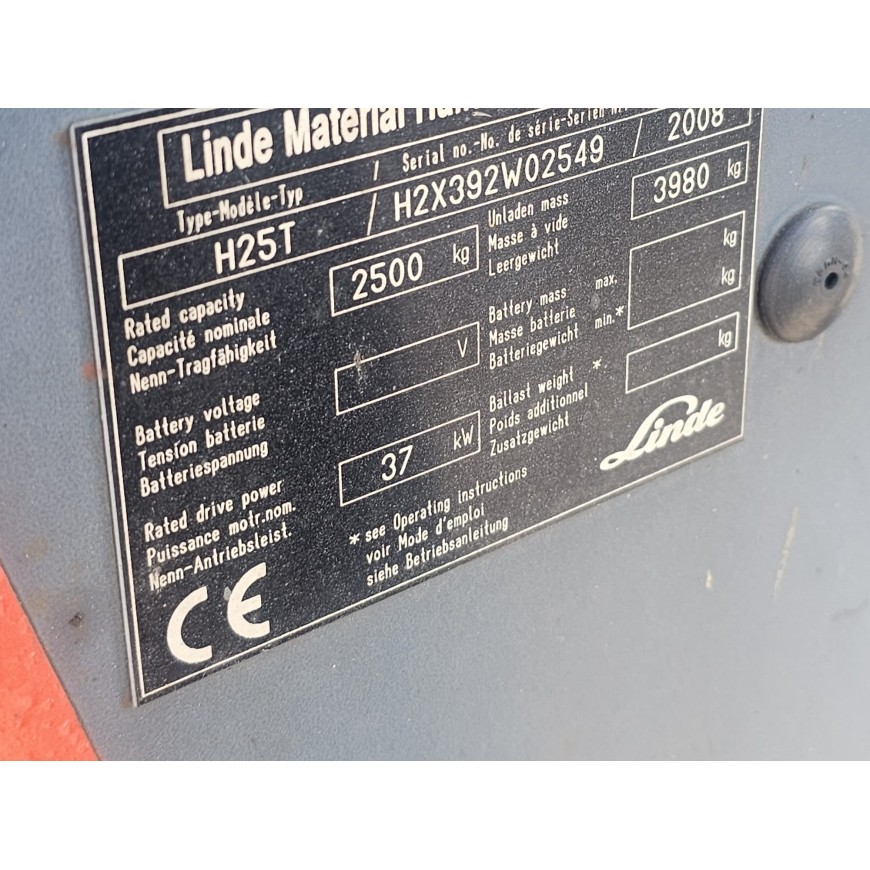 Linde Material
Type-Modèle-Typ / Serial no.-No. de série-Serien-Nr.
H25T / H2X392W02549 / 2008
Rated capacity
Capacité nominale
Nenn-Tragfähigkeit
2500 kg
Unladen mass
Masse à vide
Leergewicht
3980 kg
Battery voltage
Tension batterie
Batteriespannung
V
Battery mass max. kg
Masse batterie
Batteriegewicht min.* kg
Rated drive power
Puissance motr.nom.
Nenn-Antriebsleist.
37 kW
Ballast weight *
Poids additionnel
Zusatzgewicht
kg
* see Operating instructions
voir Mode d'emploi
siehe Betriebsanleitung
Linde
CE